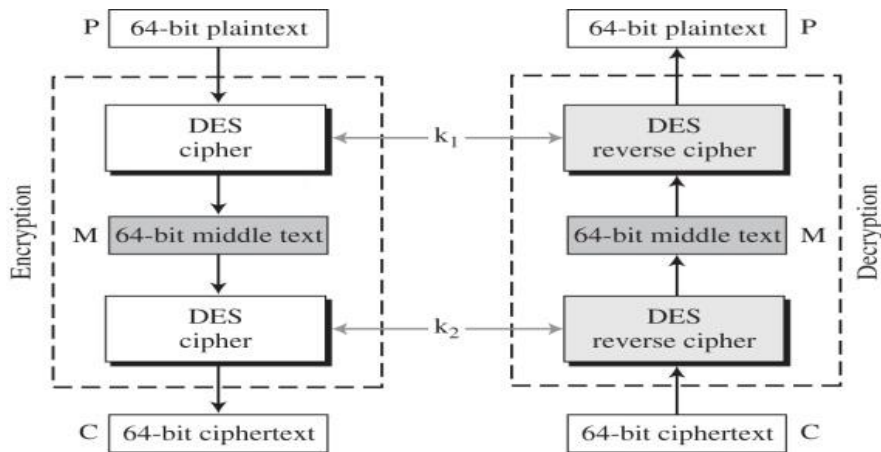 P 64-bit plaintext
64-bit plaintext P
Encryption
DES
cipher
k1
DES
reverse cipher
M 64-bit middle text
64-bit middle text M
Decryption
DES
cipher
k2
DES
reverse cipher
C 64-bit ciphertext
64-bit ciphertext C